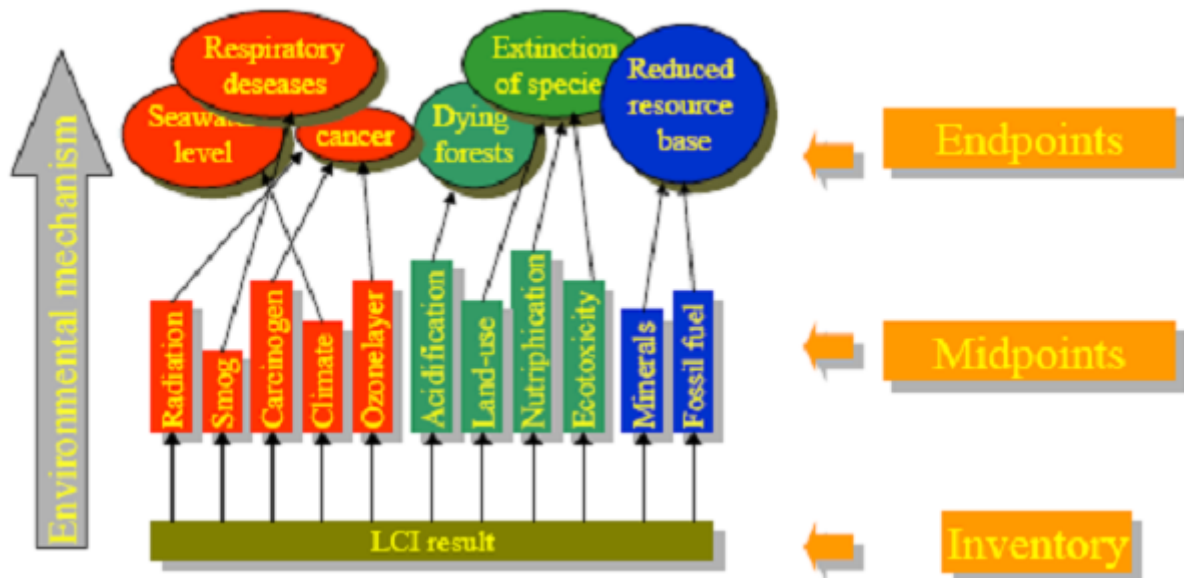 Respiratory
deseases
Seawate
level
cancer
Dying
forests
Extinction
of specie
Reduced
resource
base
Endpoints
Environmental mechanism
Radiation
Smog
Carcinogen
Climate
Ozonelayer
Acidification
Land-use
Nutriphication
Ecotoxicity
Minerals
Fossil fuel
Midpoints
LCI result
Inventory